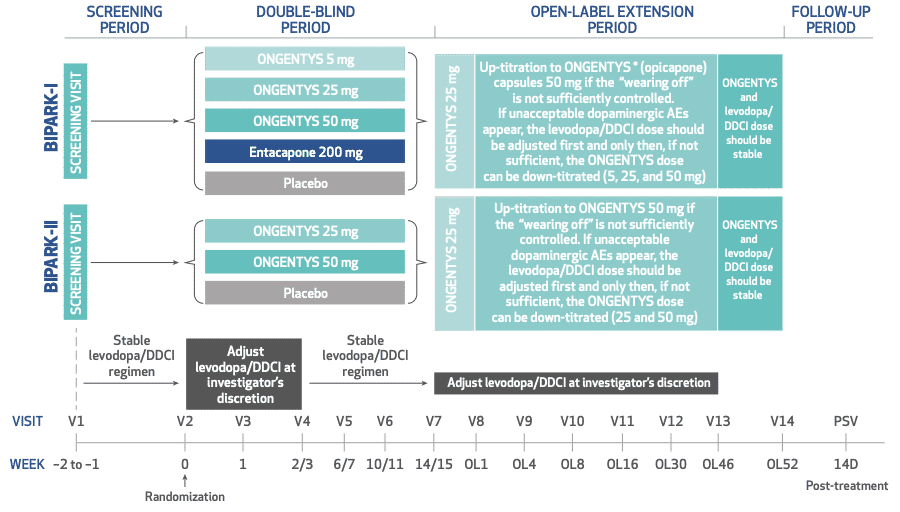 SCREENING
PERIOD
DOUBLE-BLIND
PERIOD
OPEN-LABEL EXTENSION
PERIOD
FOLLOW-UP
PERIOD
BIPARK-I
SCREENING VISIT
ONGENTYS 5 mg
ONGENTYS 25 mg
ONGENTYS 50 mg
Entacapone 200 mg
Placebo
ONGENTYS 25 mg
Up-titration to ONGENTYS® (opicapone)
capsules 50 mg if the “wearing off”
is not sufficiently controlled.
If unacceptable dopaminergic AEs
appear, the levodopa/DDCI dose should
be adjusted first and only then, if not
sufficient, the ONGENTYS dose
can be down-titrated (5, 25, and 50 mg)
ONGENTYS
and
levodopa/
DDCI dose
should be
stable
BIPARK-II
SCREENING VISIT
ONGENTYS 25 mg
ONGENTYS 50 mg
Placebo
ONGENTYS 25 mg
Up-titration to ONGENTYS 50 mg if
the “wearing off” is not sufficiently
controlled. If unacceptable
dopaminergic AEs appear, the
levodopa/DDCI dose should be
adjusted first and only then, if not
sufficient, the ONGENTYS dose
can be down-titrated (25 and 50 mg)
ONGENTYS
and
levodopa/
DDCI dose
should be
stable
Stable
levodopa/DDCI
regimen
Adjust
levodopa/DDCI at
investigator’s
discretion
Stable
levodopa/DDCI
regimen
Adjust levodopa/DDCI at investigator’s discretion
VISIT V1 V2 V3 V4 V5 V6 V7 V8 V9 V10 V11 V12 V13 V14 PSV
WEEK –2 to –1 0 1 2/3 6/7 10/11 14/15 OL1 OL4 OL8 OL16 OL30 OL46 OL52 14D
Randomization
Post-treatment